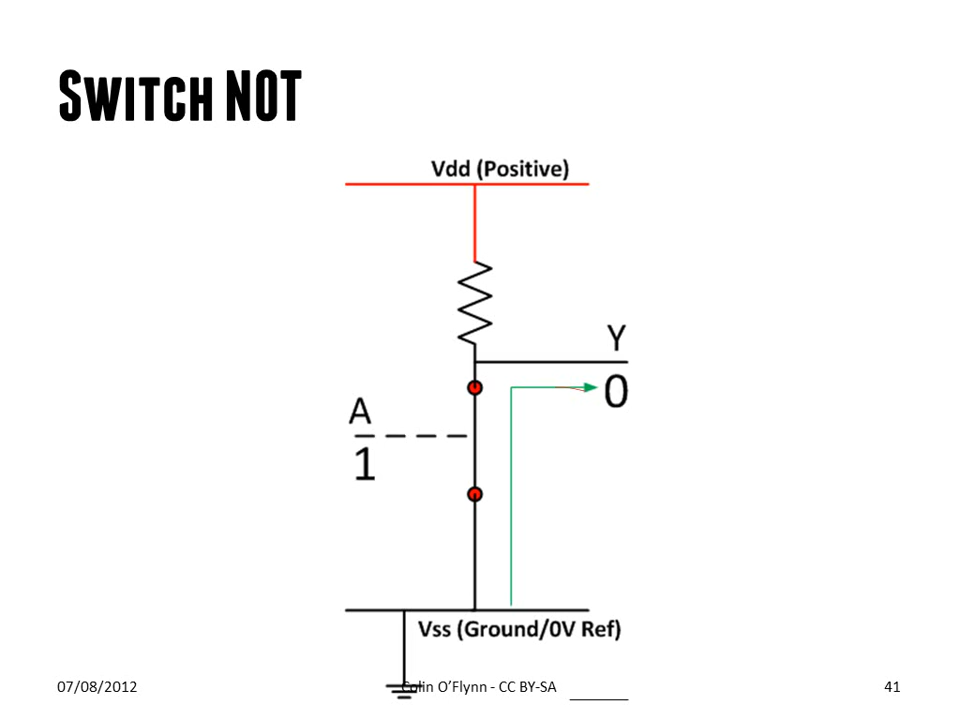 Switch NOT
Vdd (Positive)
Y
0
A
1
Vss (Ground/0V Ref)
07/08/2012
Colin O’Flynn - CC BY-SA
41